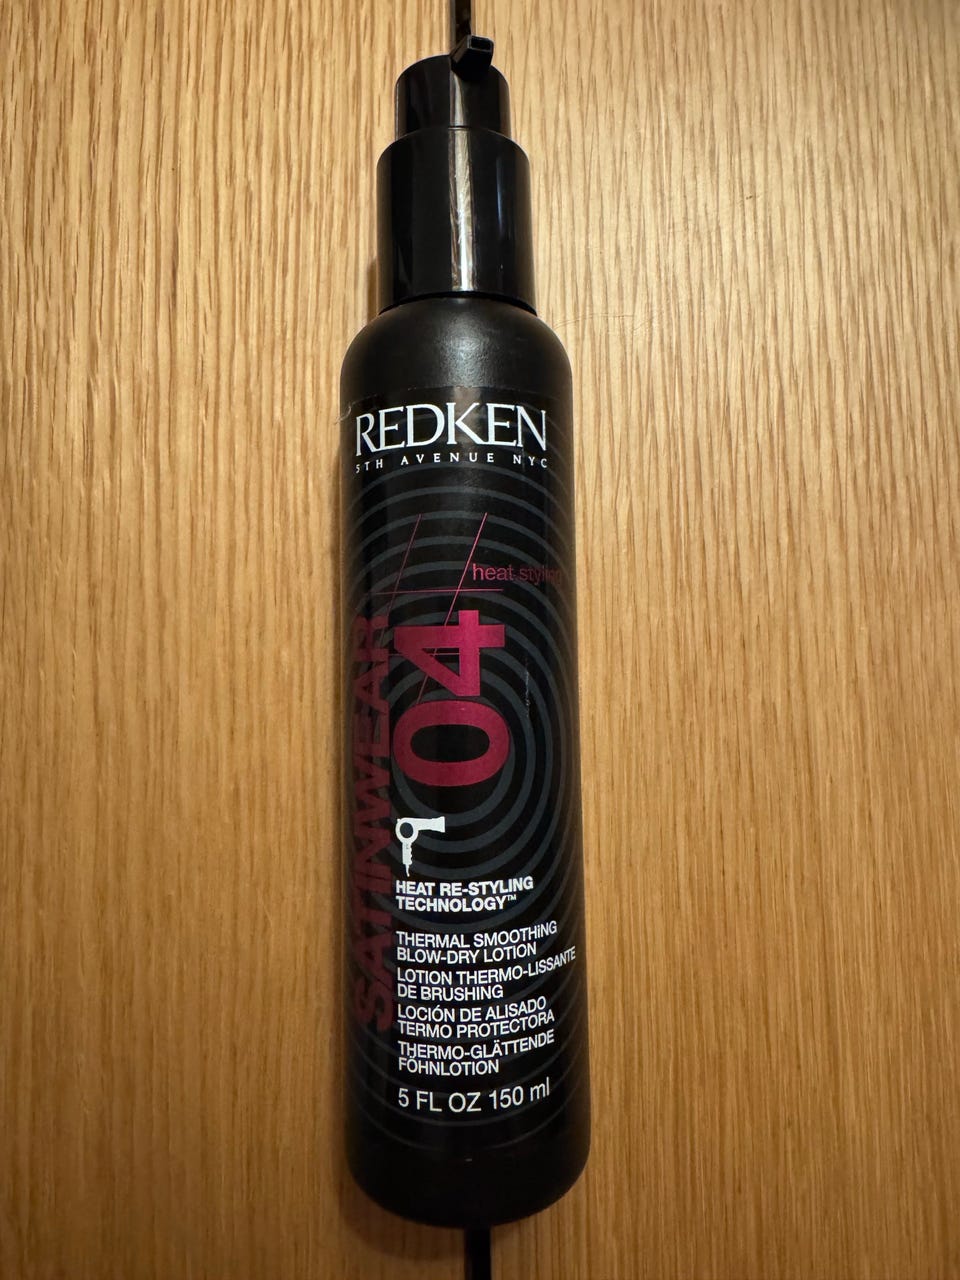 REDKEN
5TH AVENUE NYC
heat styling
04
SATINWEAR
HEAT RE-STYLING
TECHNOLOGY™
THERMAL SMOOTHING
BLOW-DRY LOTION
LOTION THERMO-LISSANTE
DE BRUSHING
LOCIÓN DE ALISADO
TERMO PROTECTORA
THERMO-GLÄTTENDE
FÖHNLOTION
5 FL OZ 150 ml